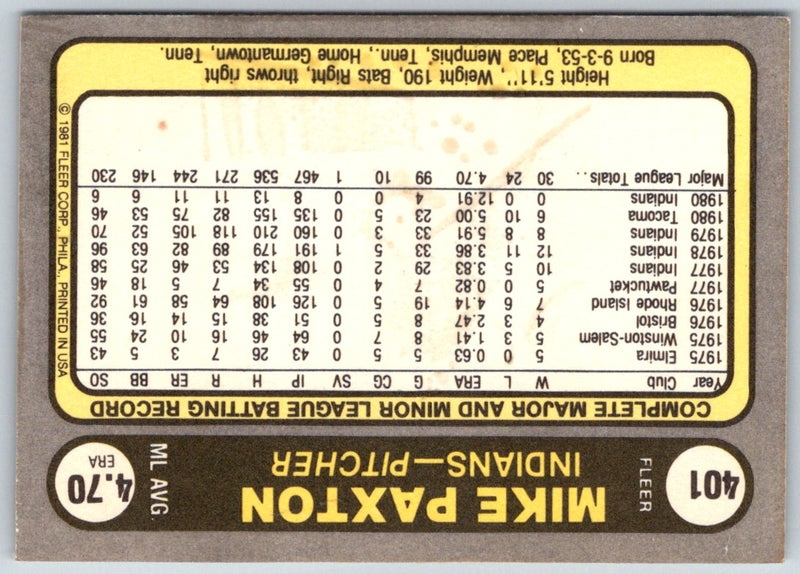 401
FLEER
MIKE PAXTON
INDIANS—PITCHER
ML AVG.
4.70
ERA
COMPLETE MAJOR AND MINOR LEAGUE BATTING RECORD
Year Club W L ERA G CG SV IP H R ER BB SO
1975 Elmira 5 0 0.63 5 5 0 43 26 7 3 5 43
1975 Winston-Salem 5 3 1.41 8 7 0 64 46 16 10 24 55
1976 Bristol 4 3 2.47 8 5 0 51 38 15 14 16 36
1976 Rhode Island 7 6 4.14 19 5 0 126 108 64 58 61 92
1977 Pawtucket 5 0 0.82 7 4 0 55 34 7 5 18 46
1977 Indians 10 5 3.83 29 2 0 108 134 53 46 25 58
1978 Indians 12 11 3.86 33 5 1 191 179 89 82 63 96
1979 Indians 8 8 5.91 33 3 0 160 210 118 105 52 70
1980 Tacoma 6 10 5.00 23 5 0 135 155 82 75 53 46
1980 Indians 0 0 12.91 4 0 0 8 13 11 11 6 6
Major League Totals . . 30 24 4.70 99 10 1 467 536 271 244 146 230
Height 5'11'', Weight 190, Bats Right, throws right
Born 9-3-53, Place Memphis, Tenn., Home Germantown, Tenn.
© 1981 FLEER CORP., PHILA., PRINTED IN USA